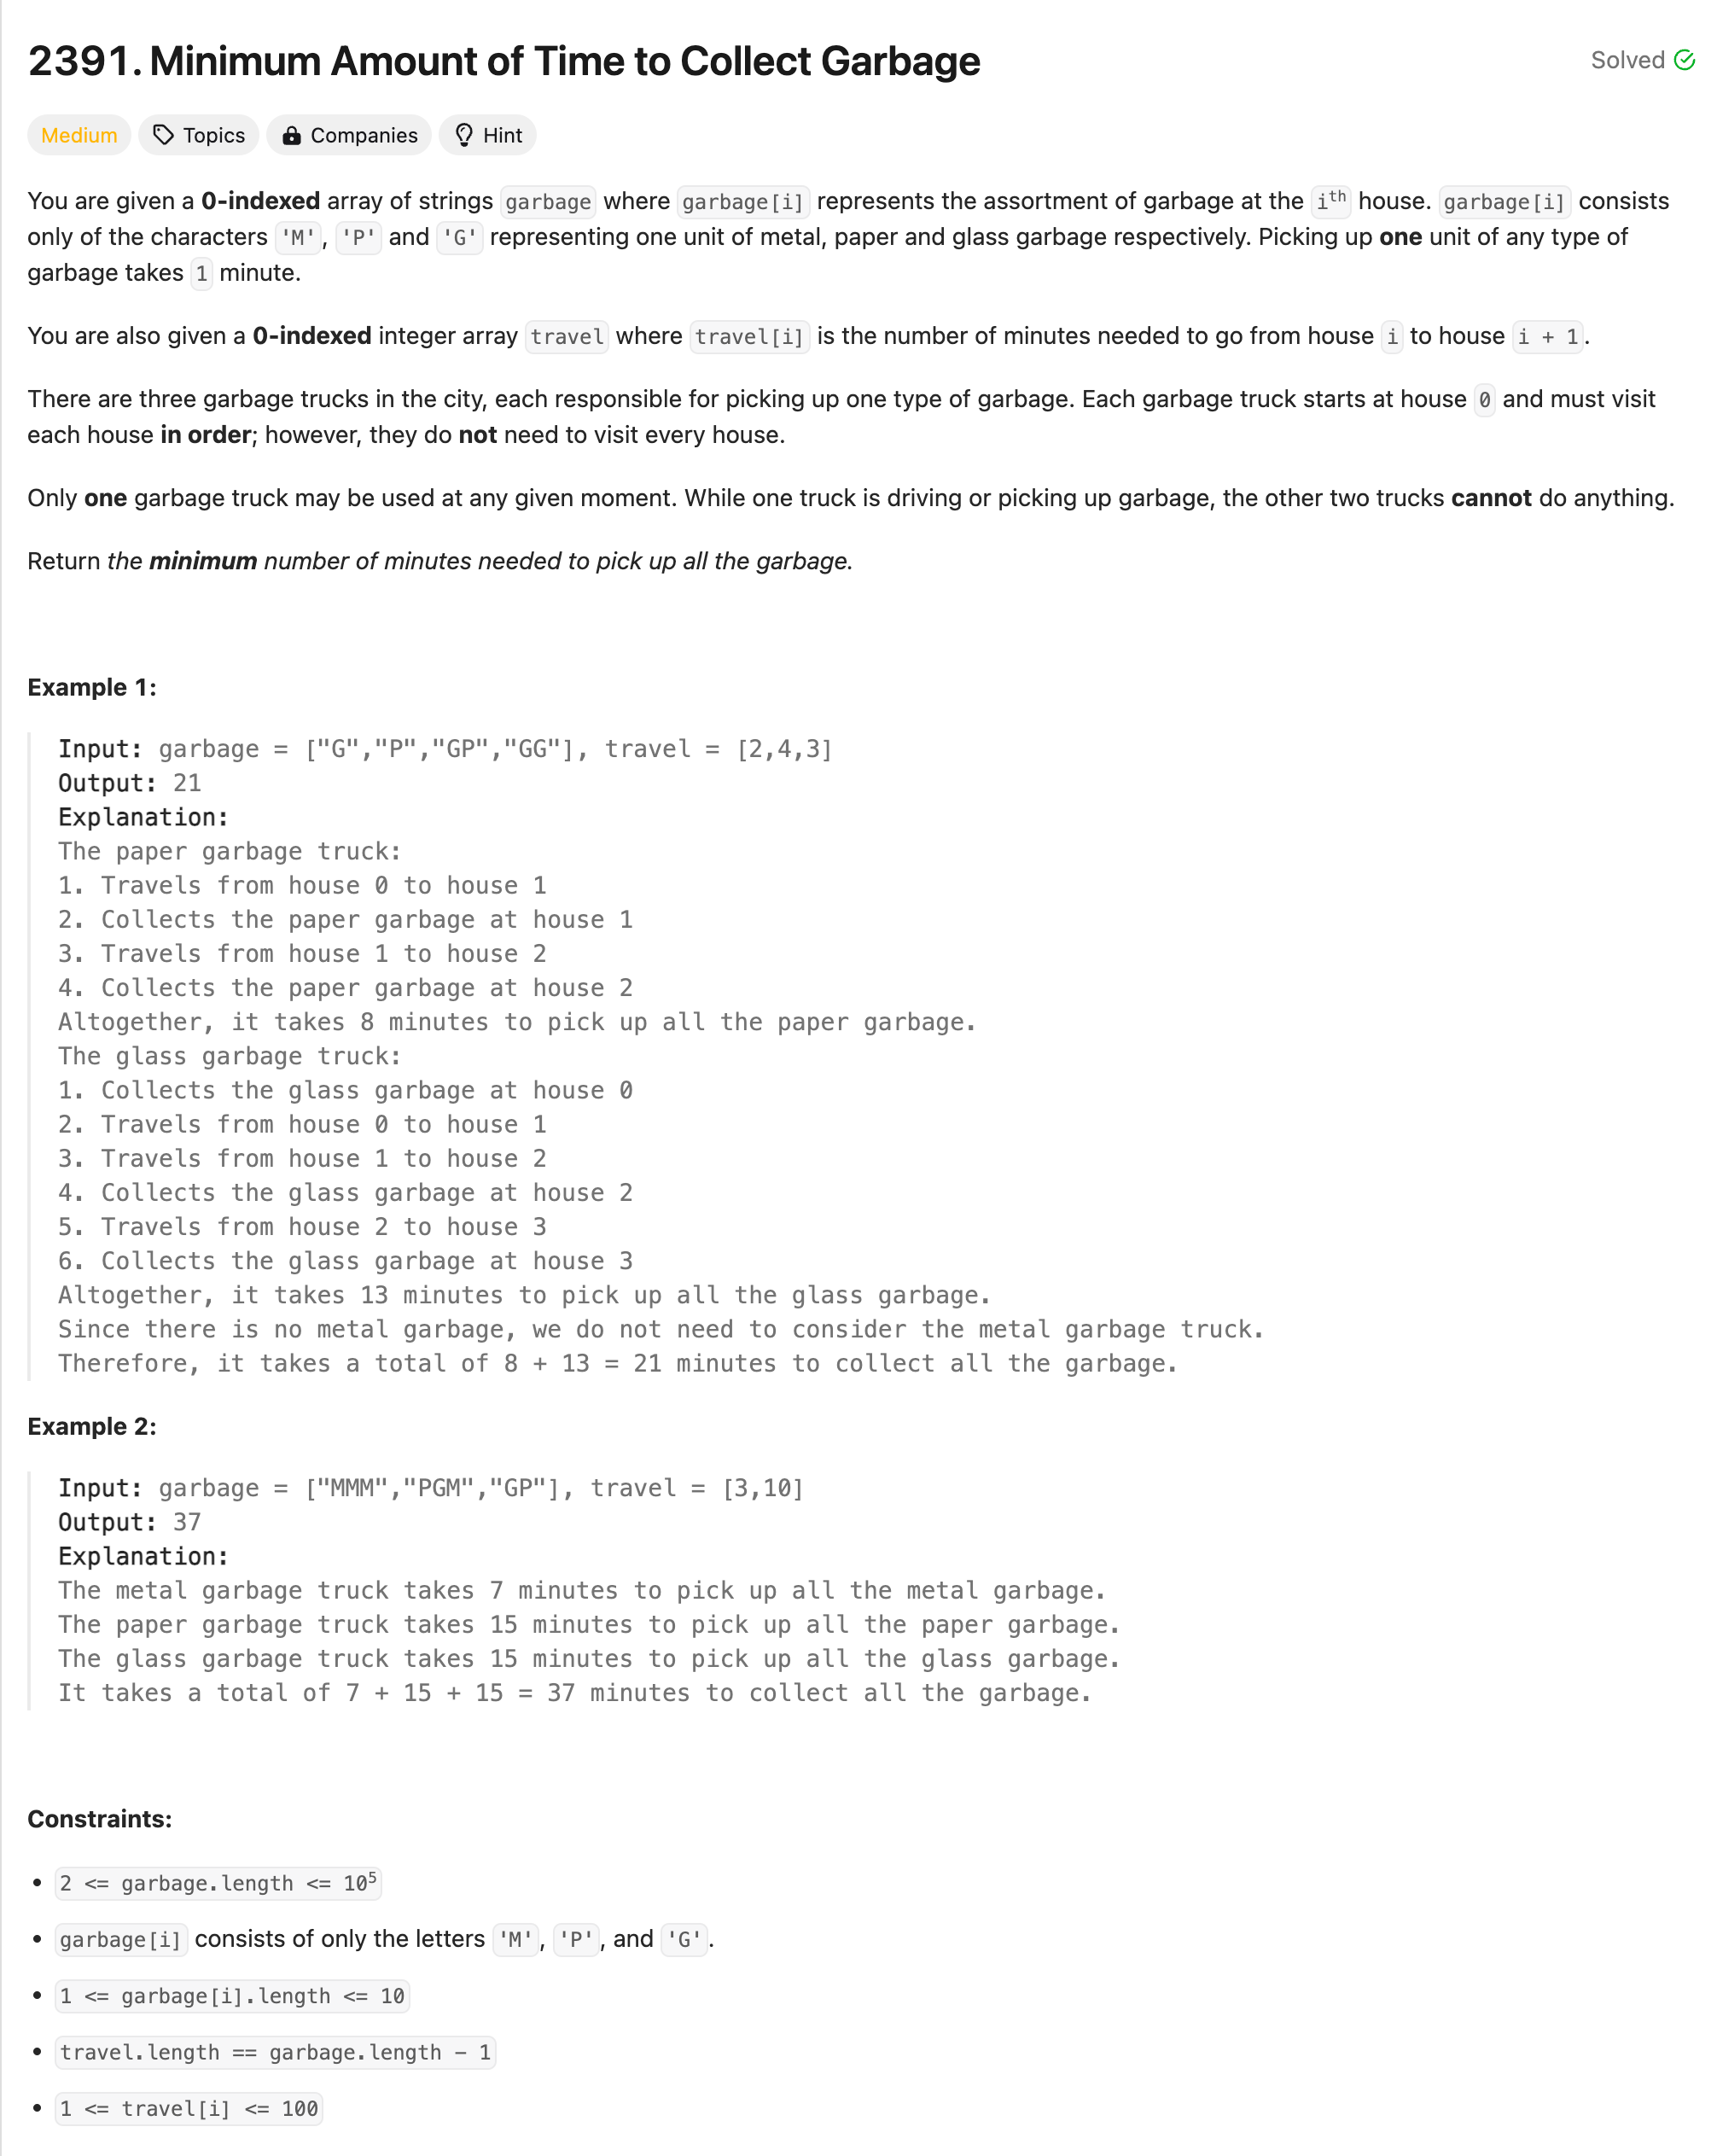 2391. Minimum Amount of Time to Collect Garbage
Solved
Medium Topics Companies Hint
You are given a 0-indexed array of strings garbage where garbage[i] represents the assortment of garbage at the ith house. garbage[i] consists
only of the characters 'M', 'P' and 'G' representing one unit of metal, paper and glass garbage respectively. Picking up one unit of any type of
garbage takes 1 minute.
You are also given a 0-indexed integer array travel where travel[i] is the number of minutes needed to go from house i to house i + 1.
There are three garbage trucks in the city, each responsible for picking up one type of garbage. Each garbage truck starts at house 0 and must visit
each house in order; however, they do not need to visit every house.
Only one garbage truck may be used at any given moment. While one truck is driving or picking up garbage, the other two trucks cannot do anything.
Return the minimum number of minutes needed to pick up all the garbage.
Example 1:
Input: garbage = ["G","P","GP","GG"], travel = [2,4,3]
Output: 21
Explanation:
The paper garbage truck:
1. Travels from house 0 to house 1
2. Collects the paper garbage at house 1
3. Travels from house 1 to house 2
4. Collects the paper garbage at house 2
Altogether, it takes 8 minutes to pick up all the paper garbage.
The glass garbage truck:
1. Collects the glass garbage at house 0
2. Travels from house 0 to house 1
3. Travels from house 1 to house 2
4. Collects the glass garbage at house 2
5. Travels from house 2 to house 3
6. Collects the glass garbage at house 3
Altogether, it takes 13 minutes to pick up all the glass garbage.
Since there is no metal garbage, we do not need to consider the metal garbage truck.
Therefore, it takes a total of 8 + 13 = 21 minutes to collect all the garbage.
Example 2:
Input: garbage = ["MMM","PGM","GP"], travel = [3,10]
Output: 37
Explanation:
The metal garbage truck takes 7 minutes to pick up all the metal garbage.
The paper garbage truck takes 15 minutes to pick up all the paper garbage.
The glass garbage truck takes 15 minutes to pick up all the glass garbage.
It takes a total of 7 + 15 + 15 = 37 minutes to collect all the garbage.
Constraints:
• 2 <= garbage.length <= 10⁵
• garbage[i] consists of only the letters 'M', 'P', and 'G'.
• 1 <= garbage[i].length <= 10
• travel.length == garbage.length - 1
• 1 <= travel[i] <= 100